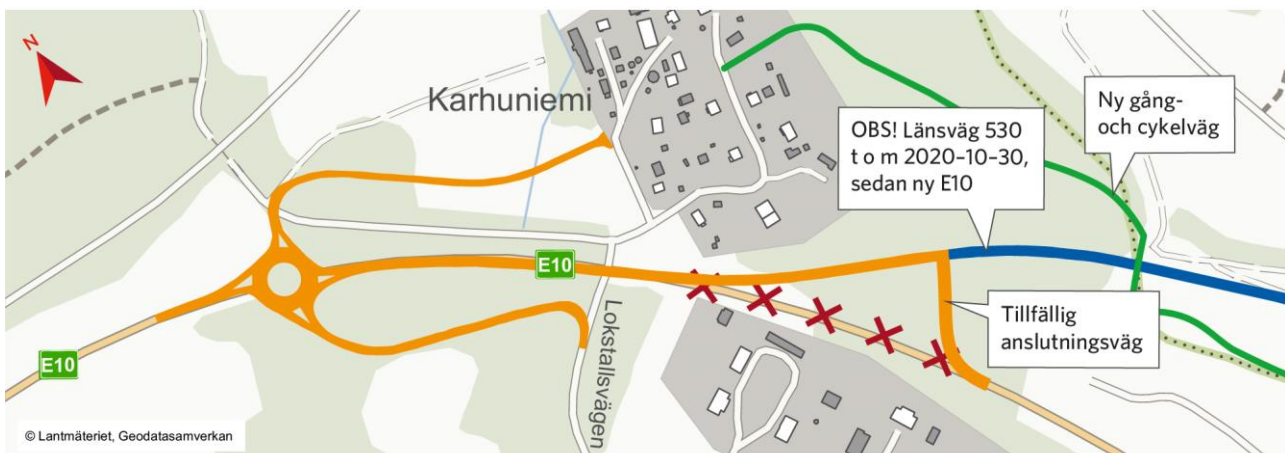 N
Karhuniemi
Ny gång-
och cykelväg
OBS! Länsväg 530
t o m 2020-10-30,
sedan ny E10
E10
Lokstallsvägen
Tillfällig
anslutningsväg
E10
© Lantmäteriet, Geodatasamverkan